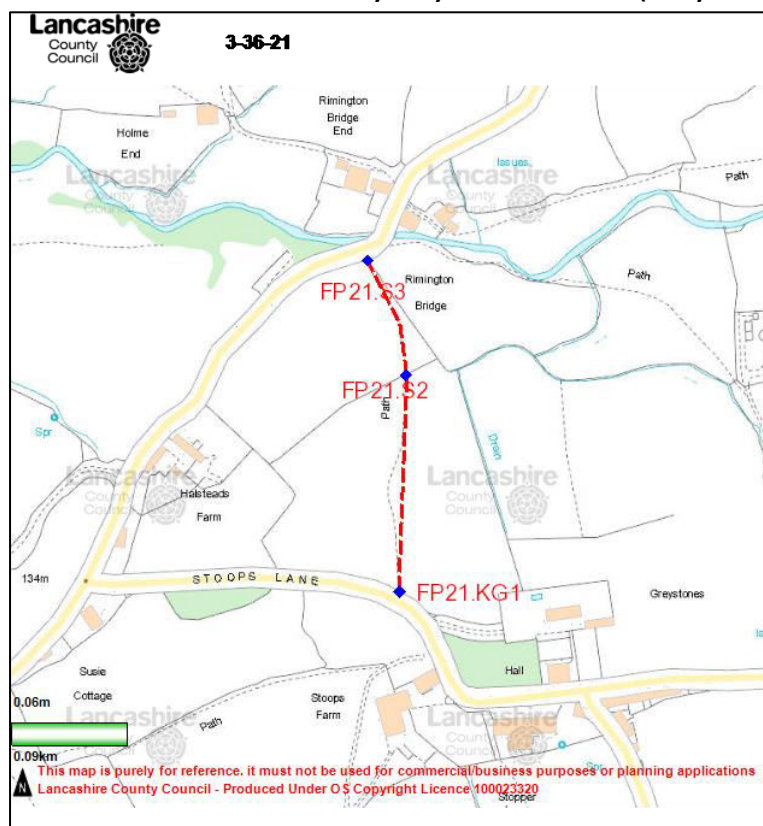 Lancashire
County
Council
3-36-21
Rimington
Bridge
End
Holme
End
Issues
Path
Lancashire
County
Council
Lancashire
County
Council
Path
Rimington
Bridge
FP21.S3
FP21.S2
Path
Spr
Drain
Lancashire
County
Council
Lancashire
County
Council
Halsteads
Farm
134m
STOOPS LANE
FP21.KG1
Greystones
Is
Susie
Cottage
Stoops
Farm
Hall
0.06m
Lancashire
County
Council
Path
Lancashire
County
Council
Spr
0.09km
N
This map is purely for reference. it must not be used for commercial/business purposes or planning applications
Lancashire County Council - Produced Under OS Copyright Licence 100023320
Stopper